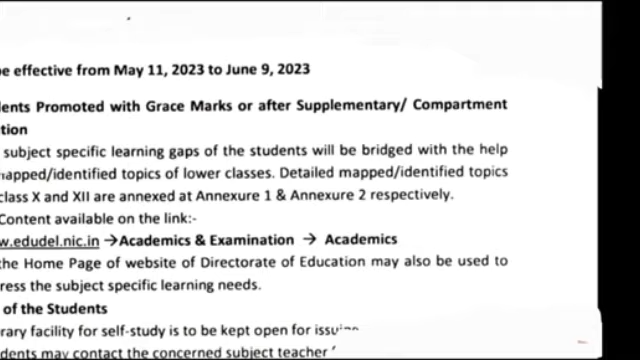 be effective from May 11, 2023 to June 9, 2023
ents Promoted with Grace Marks or after Supplementary/ Compartment
tion
subject specific learning gaps of the students will be bridged with the help
mapped/identified topics of lower classes. Detailed mapped/identified topics
class X and XII are annexed at Annexure 1 & Annexure 2 respectively.
Content available on the link:-
w.edudel.nic.in →Academics & Examination → Academics
the Home Page of website of Directorate of Education may also be used to
ress the subject specific learning needs.
of the Students
rary facility for self-study is to be kept open for
dents may contact the concerned subject teacher